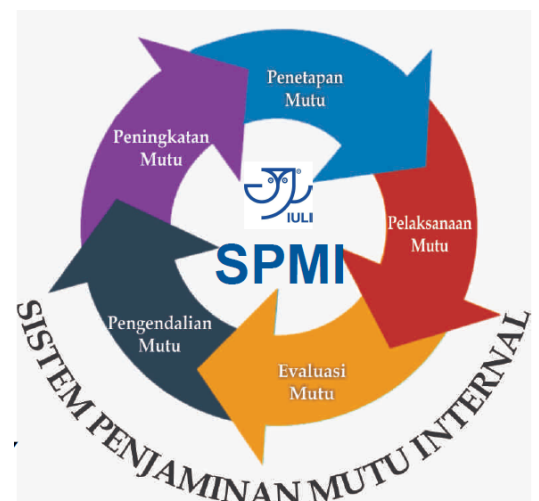 Penetapan
Mutu
Peningkatan
Mutu
Pelaksanaan
Mutu
IULI
SPMI
Pengendalian
Mutu
Evaluasi
Mutu
SISTEM PENJAMINAN MUTU INTERNAL